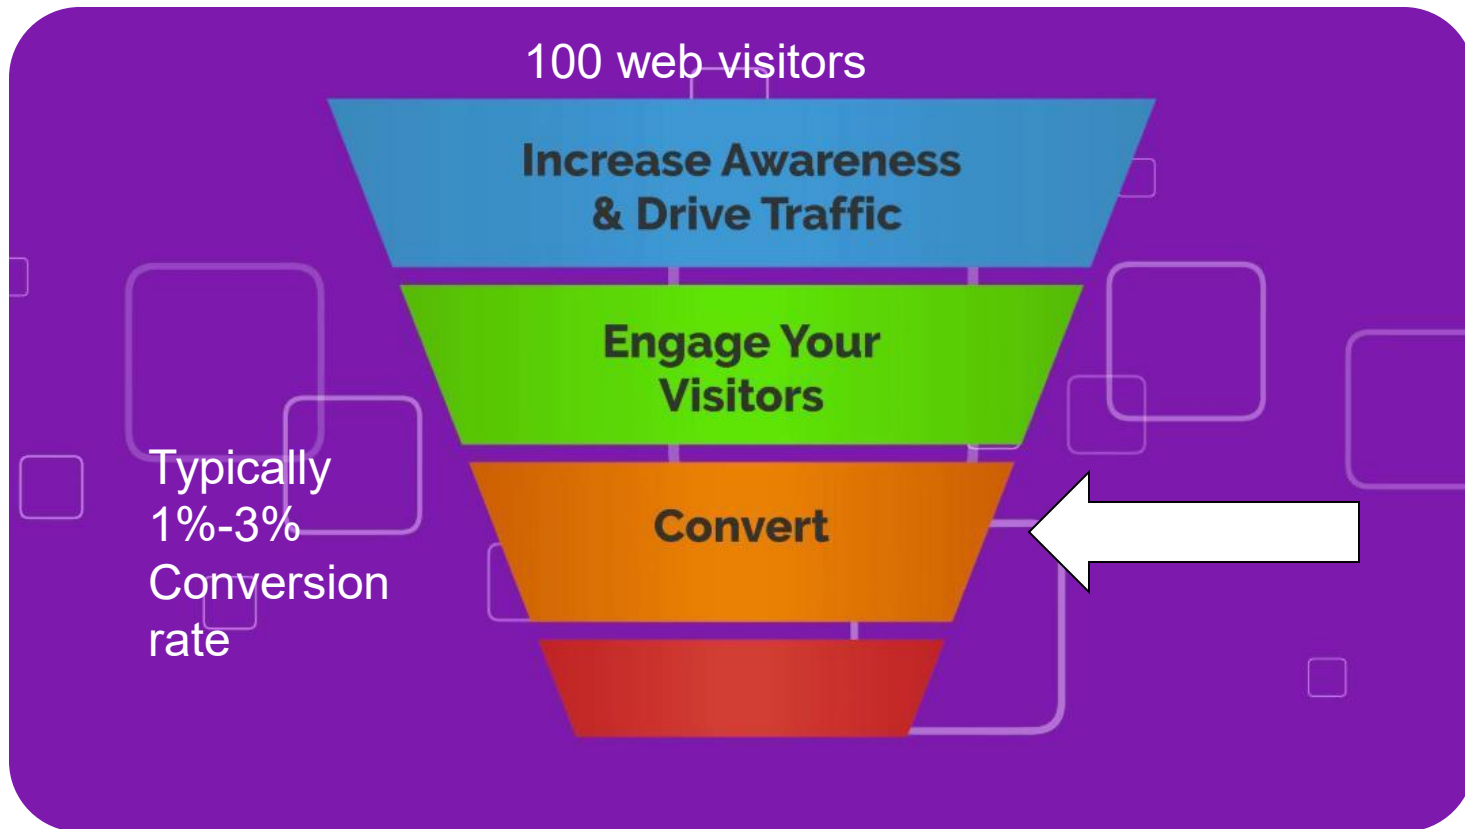 100 web visitors
Increase Awareness
& Drive Traffic
Engage Your
Visitors
Typically
1%-3%
Conversion
rate
Convert